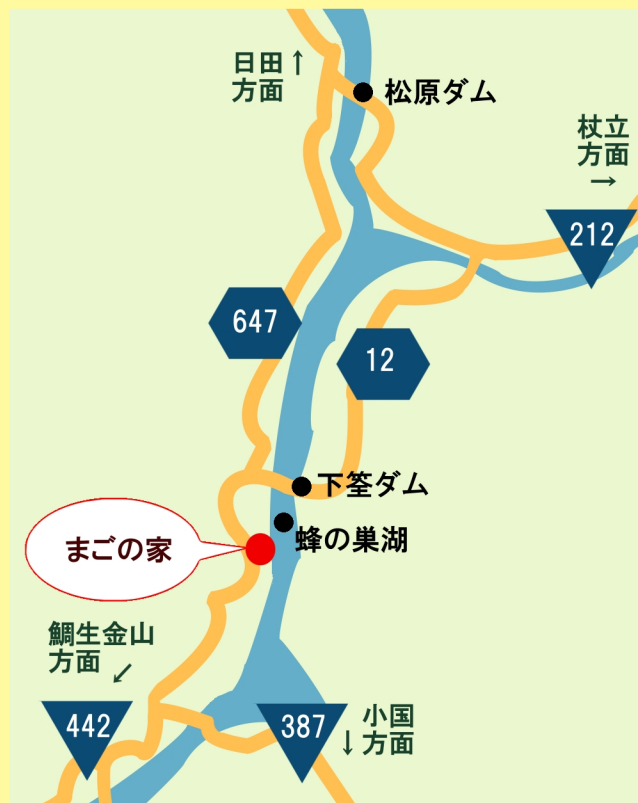 日田↑
方面
松原ダム
杖立
方面
→
212
647
12
下筌ダム
蜂の巣湖
まごの家
鯛生金山
方面 ↙
442
387
小国
↓方面